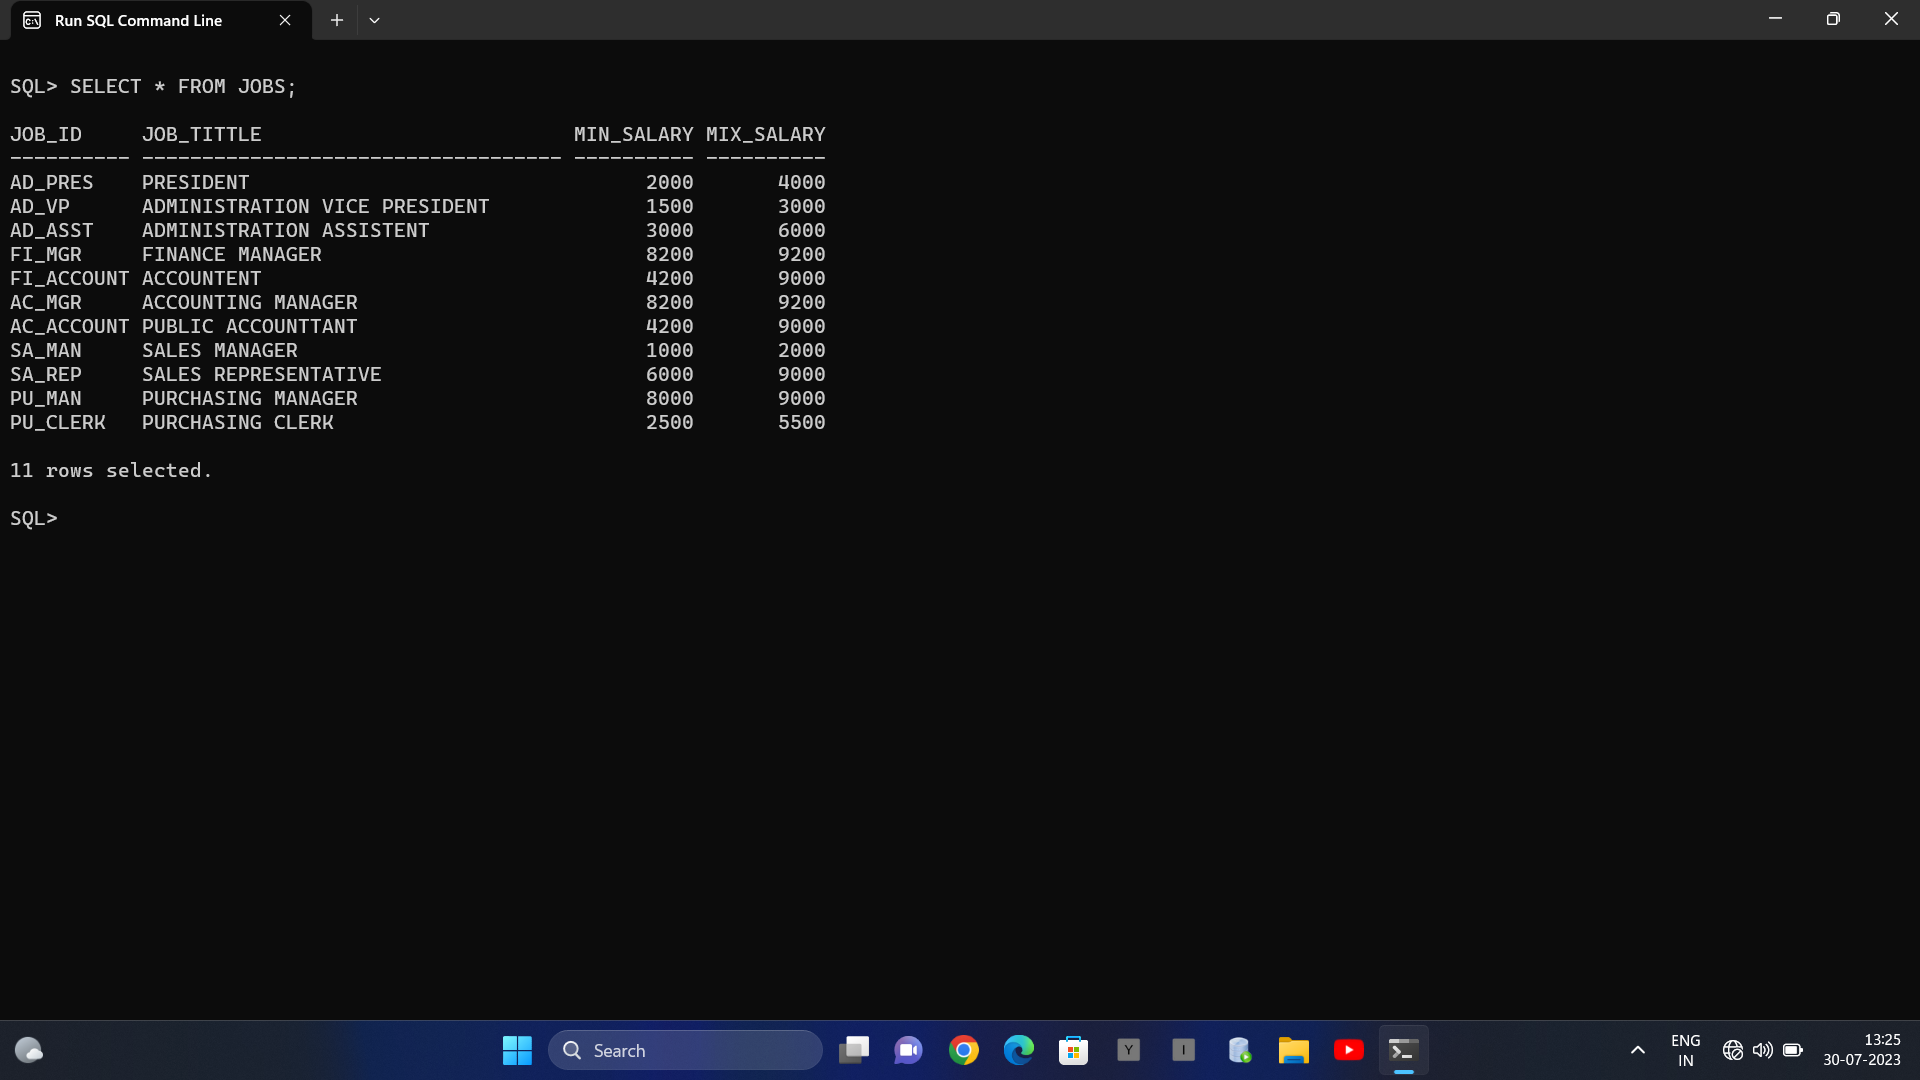 Run SQL Command Line
SQL> SELECT * FROM JOBS;
JOB_ID JOB_TITTLE MIN_SALARY MIX_SALARY
---------- ----------------------------------- ---------- ----------
AD_PRES PRESIDENT 2000 4000
AD_VP ADMINISTRATION VICE PRESIDENT 1500 3000
AD_ASST ADMINISTRATION ASSISTENT 3000 6000
FI_MGR FINANCE MANAGER 8200 9200
FI_ACCOUNT ACCOUNTENT 4200 9000
AC_MGR ACCOUNTING MANAGER 8200 9200
AC_ACCOUNT PUBLIC ACCOUNTTANT 4200 9000
SA_MAN SALES MANAGER 1000 2000
SA_REP SALES REPRESENTATIVE 6000 9000
PU_MAN PURCHASING MANAGER 8000 9000
PU_CLERK PURCHASING CLERK 2500 5500
11 rows selected.
SQL>
Search
Y
I
ENG
IN
13:25
30-07-2023